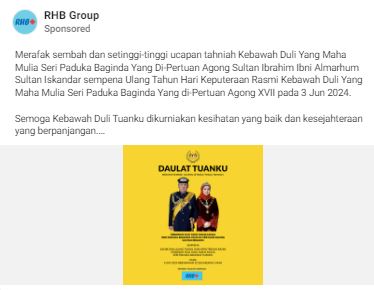 RHB Group
Sponsored
Merafak sembah dan setinggi-tinggi ucapan tahniah Kebawah Duli Yang Maha
Mulia Seri Paduka Baginda Yang Di-Pertuan Agong Sultan Ibrahim Ibni Almarhum
Sultan Iskandar sempena Ulang Tahun Hari Keputeraan Rasmi Kebawah Duli Yang
Maha Mulia Seri Paduka Baginda Yang di-Pertuan Agong XVII pada 3 Jun 2024.
Semoga Kebawah Duli Tuanku dikurniakan kesihatan yang baik dan kesejahteraan
yang berpanjangan....
DAULAT TUANKU
RHB